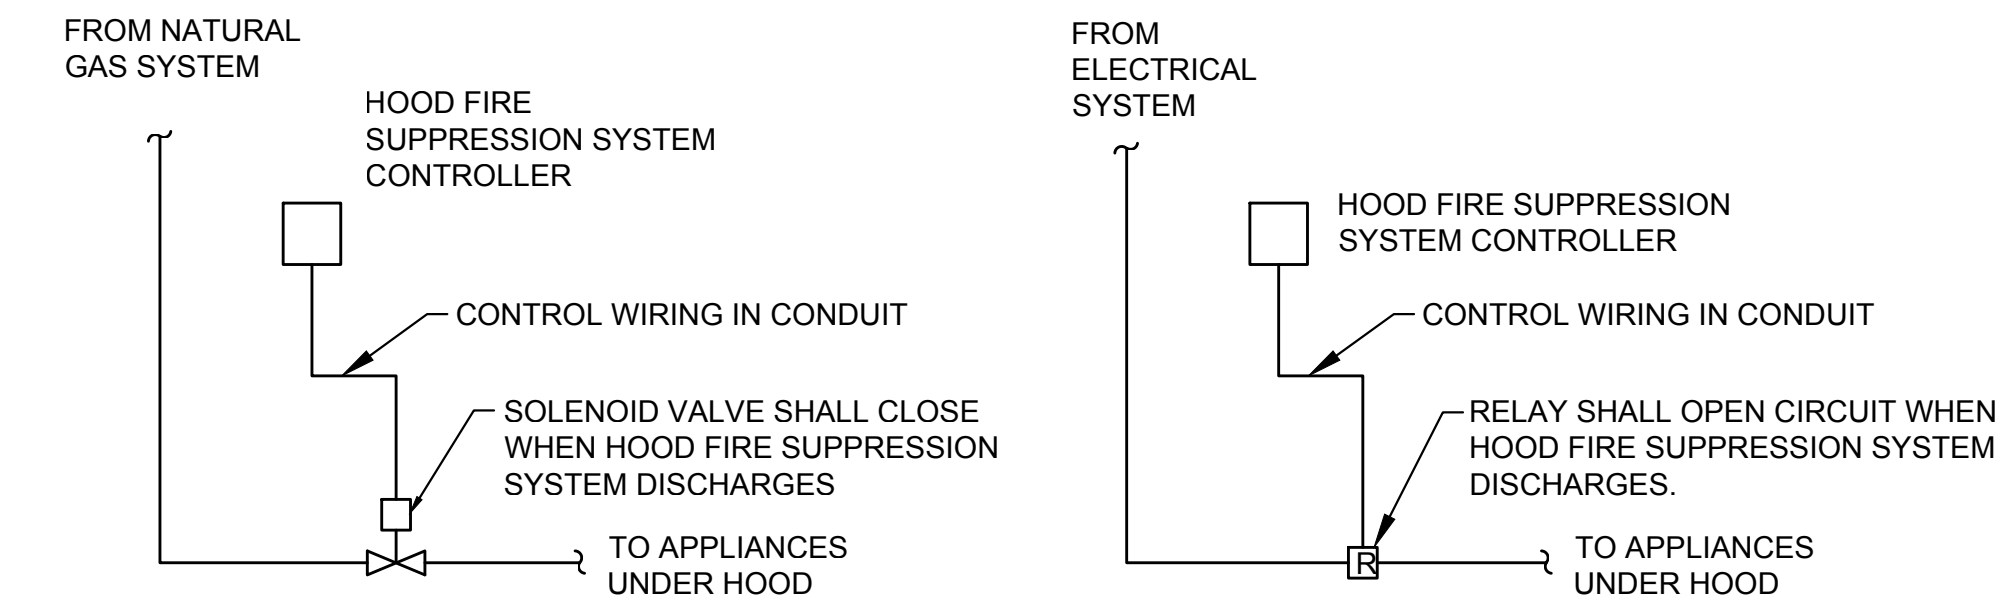 FROM NATURAL
GAS SYSTEM
HOOD FIRE
SUPPRESSION SYSTEM
CONTROLLER
CONTROL WIRING IN CONDUIT
SOLENOID VALVE SHALL CLOSE
WHEN HOOD FIRE SUPPRESSION
SYSTEM DISCHARGES
TO APPLIANCES
UNDER HOOD
FROM
ELECTRICAL
SYSTEM
HOOD FIRE SUPPRESSION
SYSTEM CONTROLLER
CONTROL WIRING IN CONDUIT
RELAY SHALL OPEN CIRCUIT WHEN
HOOD FIRE SUPPRESSION SYSTEM
DISCHARGES.
R
TO APPLIANCES
UNDER HOOD